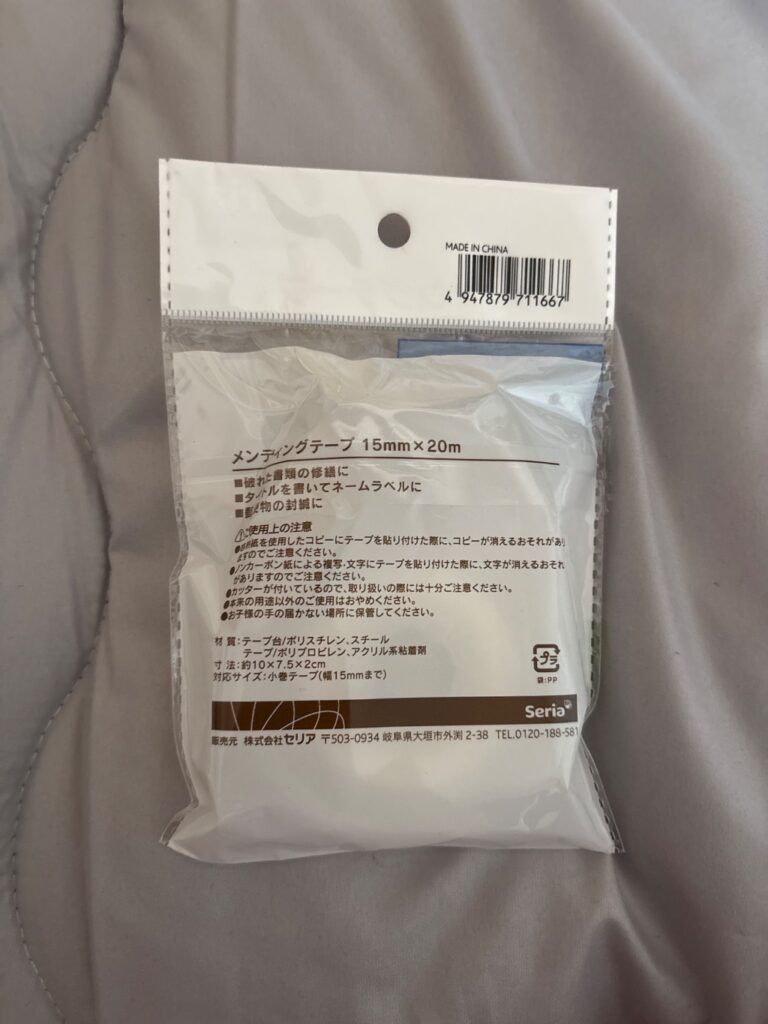 MADE IN CHINA
4 947879 711667
メンディングテープ 15mm×20m
■破れた書類の修繕に
■タイトルを書いてネームラベルに
■郵便物の封緘に
ご使用上の注意
●感熱紙を使用したコピーにテープを貼り付けた際に、コピーが消えるおそれがあり
ますのでご注意ください。
●ノンカーボン紙による複写・文字にテープを貼り付けた際に、文字が消えるおそれ
がありますのでご注意ください。
●カッターが付いているので、取り扱いの際には十分ご注意ください。
●本来の用途以外のご使用はおやめください。
●お子様の手の届かない場所に保管してください。
材 質:テープ台/ポリスチレン、スチール
テープ/ポリプロピレン、アクリル系粘着剤
寸 法:約10×7.5×2cm
対応サイズ:小巻テープ(幅15mmまで)
プラ
袋:PP
Seria
販売元 株式会社セリア 〒503-0934 岐阜県大垣市外渕 2-38 TEL.0120-188-581